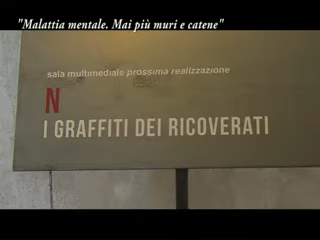 "Malattia mentale. Mai più muri e catene"
sala multimediale prossima realizzazione
N
I GRAFFITI DEI RICOVERATI